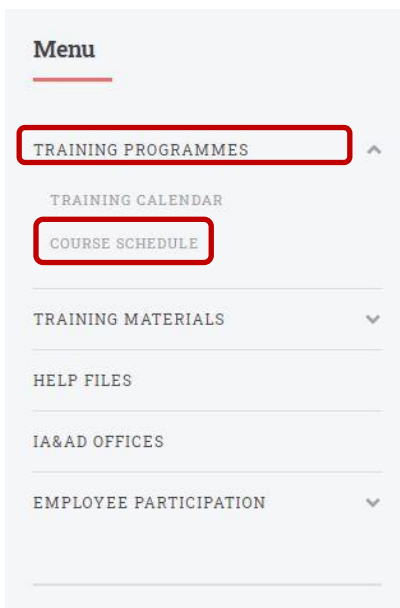 Menu
TRAINING PROGRAMMES
TRAINING CALENDAR
COURSE SCHEDULE
TRAINING MATERIALS
HELP FILES
IA&AD OFFICES
EMPLOYEE PARTICIPATION